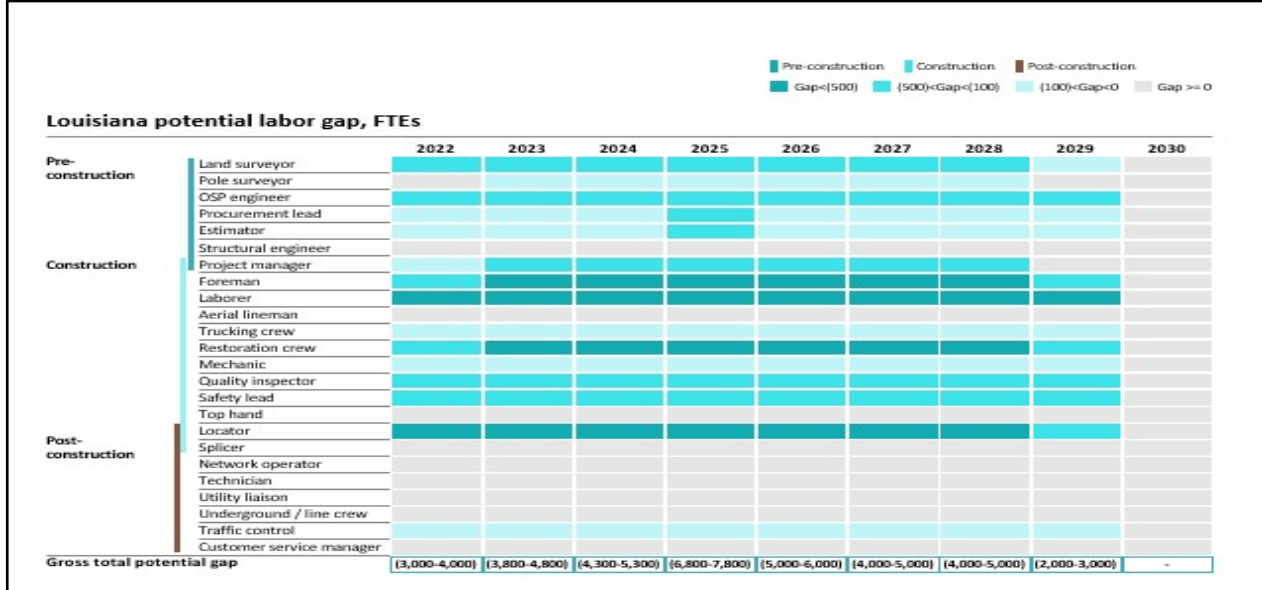 Pre-construction Construction Post-construction
Gap<(500) (500)<Gap<(100) (100)<Gap<0 Gap >= 0
Louisiana potential labor gap, FTEs
2022 2023 2024 2025 2026 2027 2028 2029 2030
Pre-
construction
Land surveyor
Pole surveyor
OSP engineer
Procurement lead
Estimator
Structural engineer
Construction
Project manager
Foreman
Laborer
Aerial lineman
Trucking crew
Restoration crew
Mechanic
Quality inspector
Safety lead
Top hand
Post-
construction
Locator
Splicer
Network operator
Technician
Utility liaison
Underground / line crew
Traffic control
Customer service manager
Gross total potential gap (3,000-4,000) (3,800-4,800) (4,300-5,300) (6,800-7,800) (5,000-6,000) (4,000-5,000) (4,000-5,000) (2,000-3,000) -